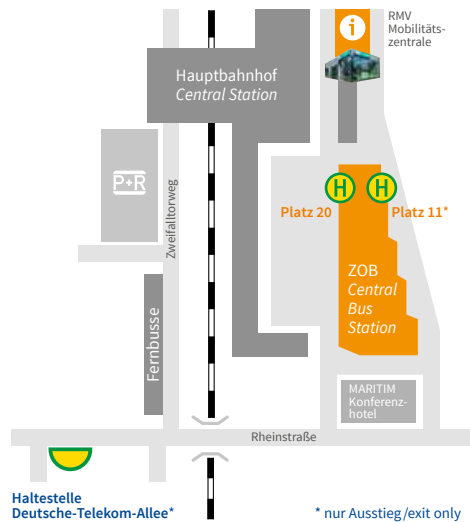 i
RMV
Mobilitäts-
zentrale
Hauptbahnhof
Central Station
P+R
Zweifalltorweg
H
H
Platz 20
Platz 11*
ZOB
Central
Bus
Station
Fernbusse
MARITIM
Konferenz-
hotel
Rheinstraße
Haltestelle
Deutsche-Telekom-Allee*
* nur Ausstieg/exit only